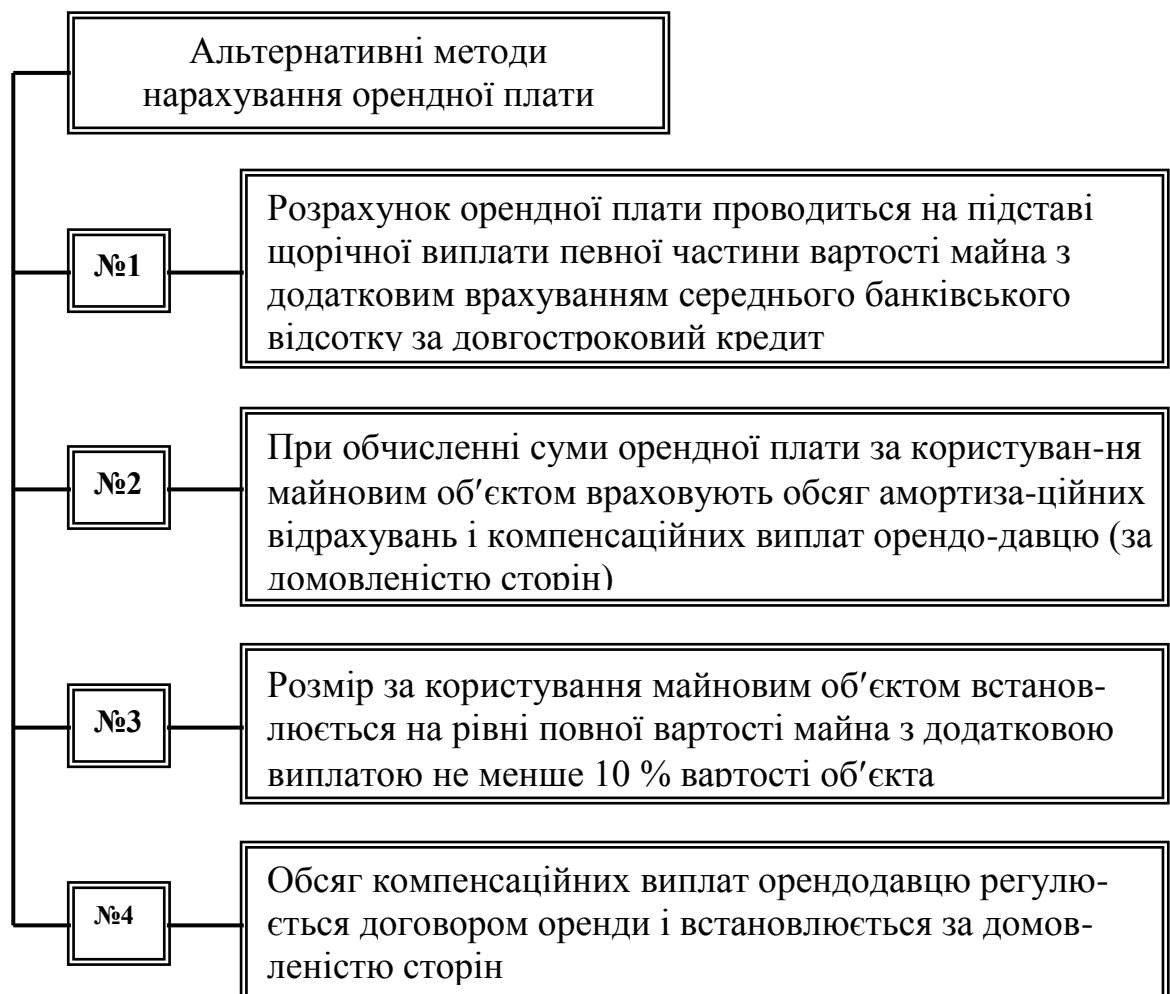 Альтернативні методи
нарахування орендної плати
№1
Розрахунок орендної плати проводиться на підставі
щорічної виплати певної частини вартості майна з
додатковим врахуванням середнього банківського
відсотку за довгостроковий кредит
№2
При обчисленні суми орендної плати за користуван-ня
майновим об′єктом враховують обсяг амортиза-ційних
відрахувань і компенсаційних виплат орендо-давцю (за
домовленістю сторін)
№3
Розмір за користування майновим об′єктом встанов-
люється на рівні повної вартості майна з додатковою
виплатою не менше 10 % вартості об′єкта
№4
Обсяг компенсаційних виплат орендодавцю регулю-
ється договором оренди і встановлюється за домов-
леністю сторін